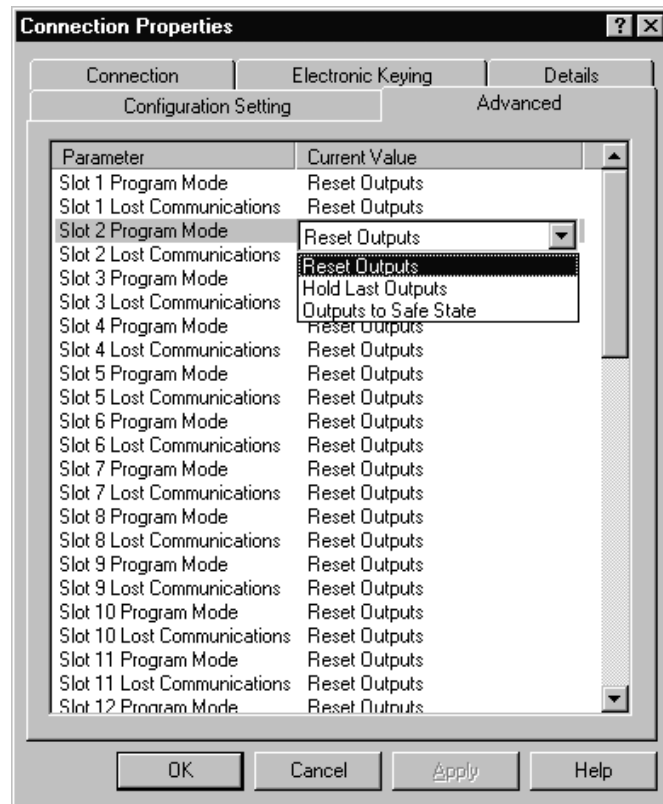 Connection Properties
Connection Electronic Keying Details
Configuration Setting Advanced
Parameter Current Value
Slot 1 Program Mode Reset Outputs
Slot 1 Lost Communications Reset Outputs
Slot 2 Program Mode Reset Outputs
Slot 2 Lost Communications Reset Outputs
Slot 3 Program Mode Hold Last Outputs
Slot 3 Lost Communications Outputs to Safe State
Slot 4 Program Mode Reset Outputs
Slot 4 Lost Communications Reset Outputs
Slot 5 Program Mode Reset Outputs
Slot 5 Lost Communications Reset Outputs
Slot 6 Program Mode Reset Outputs
Slot 6 Lost Communications Reset Outputs
Slot 7 Program Mode Reset Outputs
Slot 7 Lost Communications Reset Outputs
Slot 8 Program Mode Reset Outputs
Slot 8 Lost Communications Reset Outputs
Slot 9 Program Mode Reset Outputs
Slot 9 Lost Communications Reset Outputs
Slot 10 Program Mode Reset Outputs
Slot 10 Lost Communications Reset Outputs
Slot 11 Program Mode Reset Outputs
Slot 11 Lost Communications Reset Outputs
Slot 12 Program Mode Reset Outputs
OK Cancel Apply Help